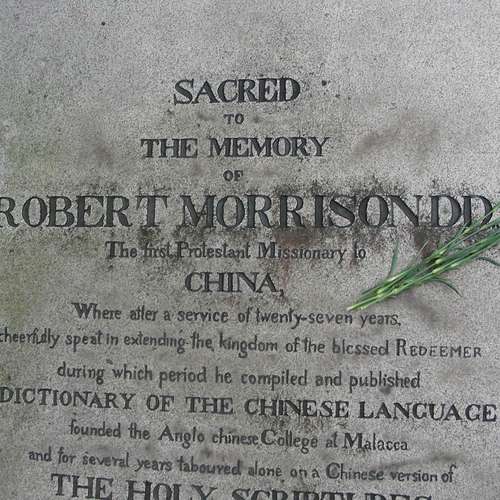 SACRED
TO
THE MEMORY
OF
ROBERT MORRISON DD.
The first Protestant Missionary to
CHINA,
Where after a service of twenty-seven years,
cheerfully spent in extending the kingdom of the blessed REDEEMER
during which period he compiled and published
DICTIONARY OF THE CHINESE LANGUAGE
founded the Anglo chinese College at Malacca
and for several years laboured alone on a Chinese version of
THE HOLY SCRIPTURES